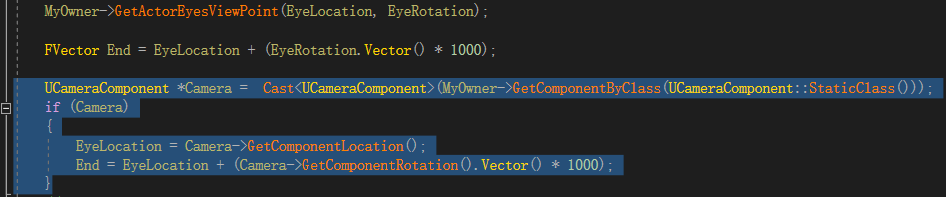 MyOwner->GetActorEyesViewPoint(EyeLocation, EyeRotation);
FVector End = EyeLocation + (EyeRotation.Vector() * 1000);
UCameraComponent *Camera =  Cast<UCameraComponent>(MyOwner->GetComponentByClass(UCameraComponent::StaticClass()));
if (Camera)
{
EyeLocation = Camera->GetComponentLocation();
End = EyeLocation + (Camera->GetComponentRotation().Vector() * 1000);
}